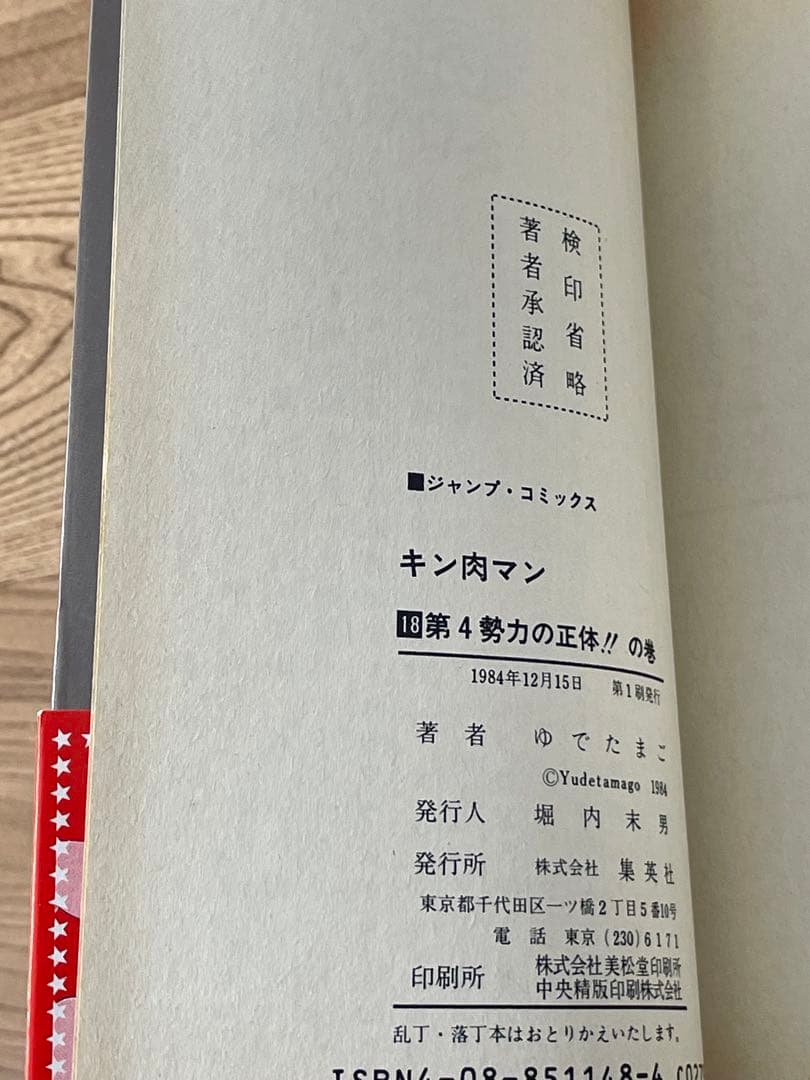 検印省略
著者承認済
■ジャンプ・コミックス
キン肉マン
18第4勢力の正体!!の巻
1984年12月15日 第1刷発行
著者 ゆでたまご
©Yudetamago 1984
発行人 堀内末男
発行所 株式会社 集英社
東京都千代田区一ツ橋2丁目5番10号
電話 東京(230)6171
印刷所 株式会社美松堂印刷所
中央精版印刷株式会社
乱丁・落丁本はおとりかえいたします。
ISBN4-08-851148-4 C027